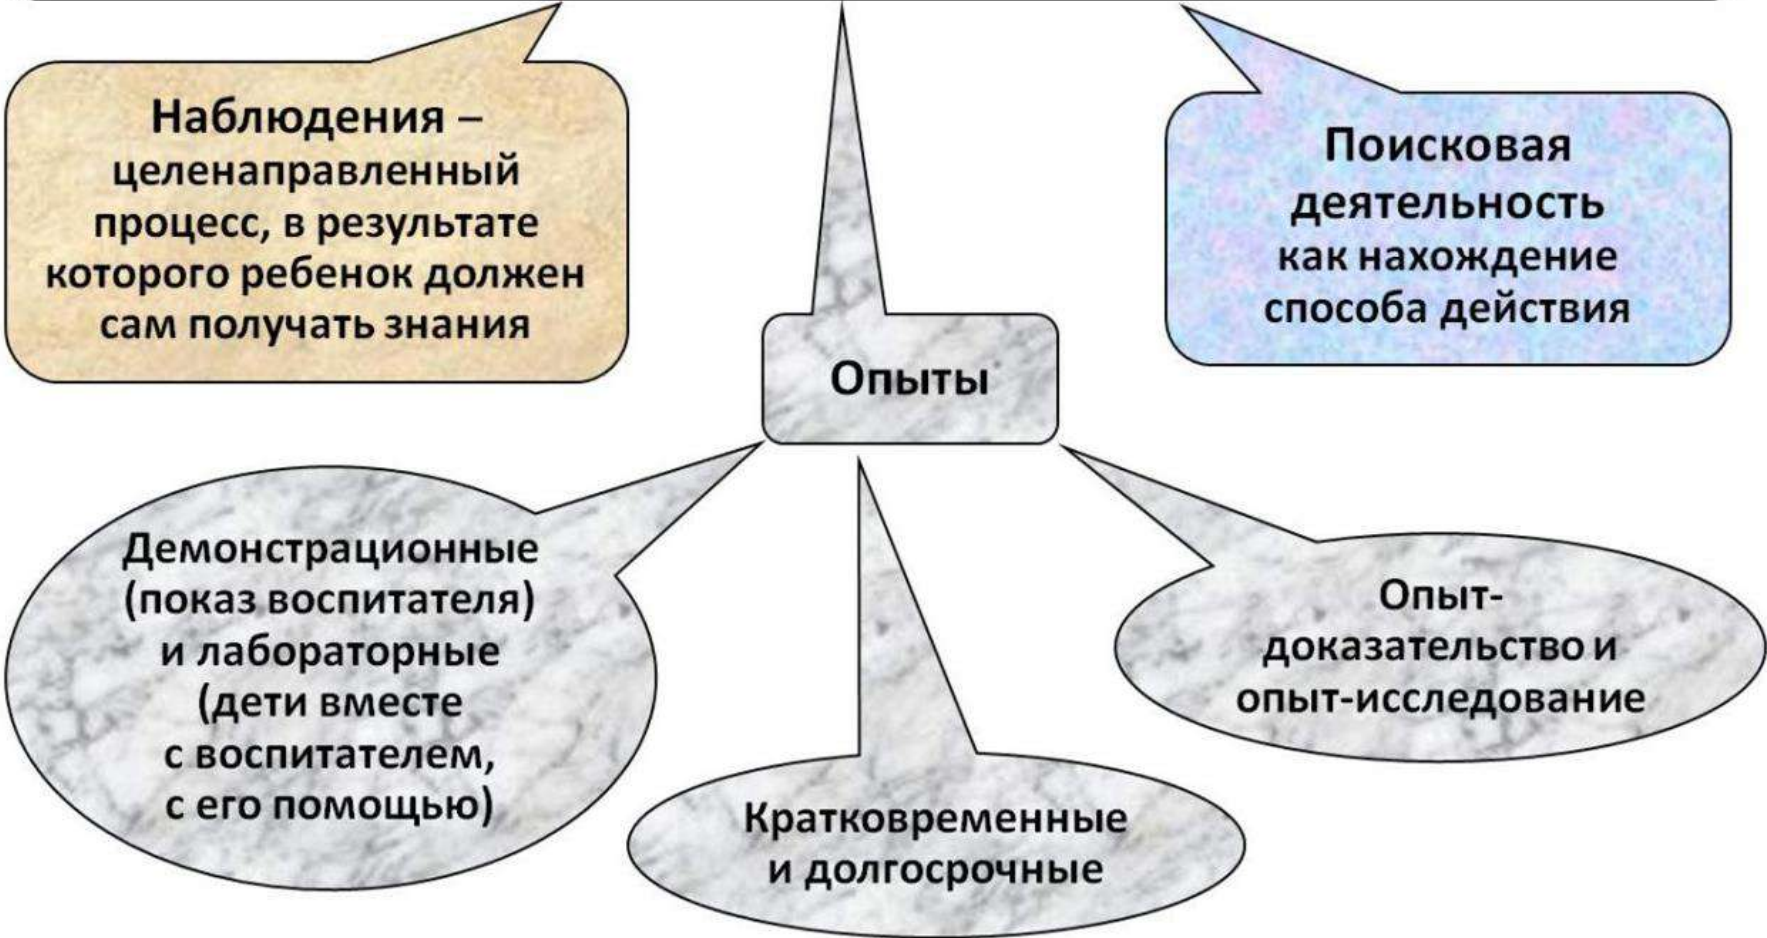 Наблюдения –
целенаправленный
процесс, в результате
которого ребенок должен
сам получать знания
Поисковая
деятельность
как нахождение
способа действия
Опыты
Демонстрационные
(показ воспитателя)
и лабораторные
(дети вместе
с воспитателем,
с его помощью)
Кратковременные
и долгосрочные
Опыт-
доказательство и
опыт-исследование